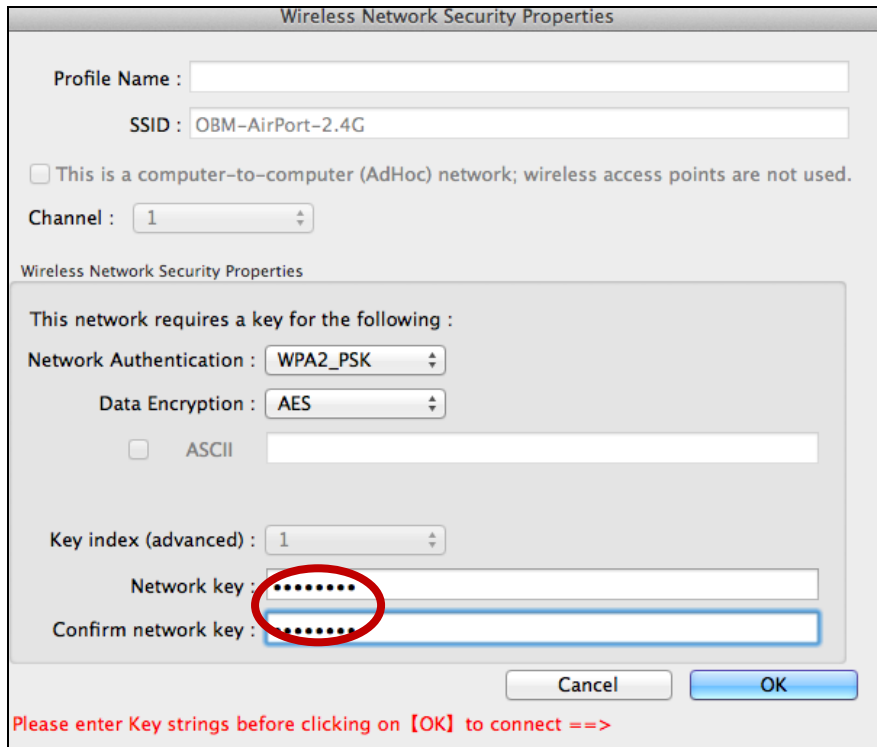 Wireless Network Security Properties
Profile Name :
SSID : OBM-AirPort-2.4G
This is a computer-to-computer (AdHoc) network; wireless access points are not used.
Channel : 1
Wireless Network Security Properties
This network requires a key for the following :
Network Authentication : WPA2_PSK
Data Encryption : AES
ASCII
Key index (advanced) : 1
Network key : ••••••••
Confirm network key : ••••••••
Cancel OK
Please enter Key strings before clicking on【OK】to connect ==>